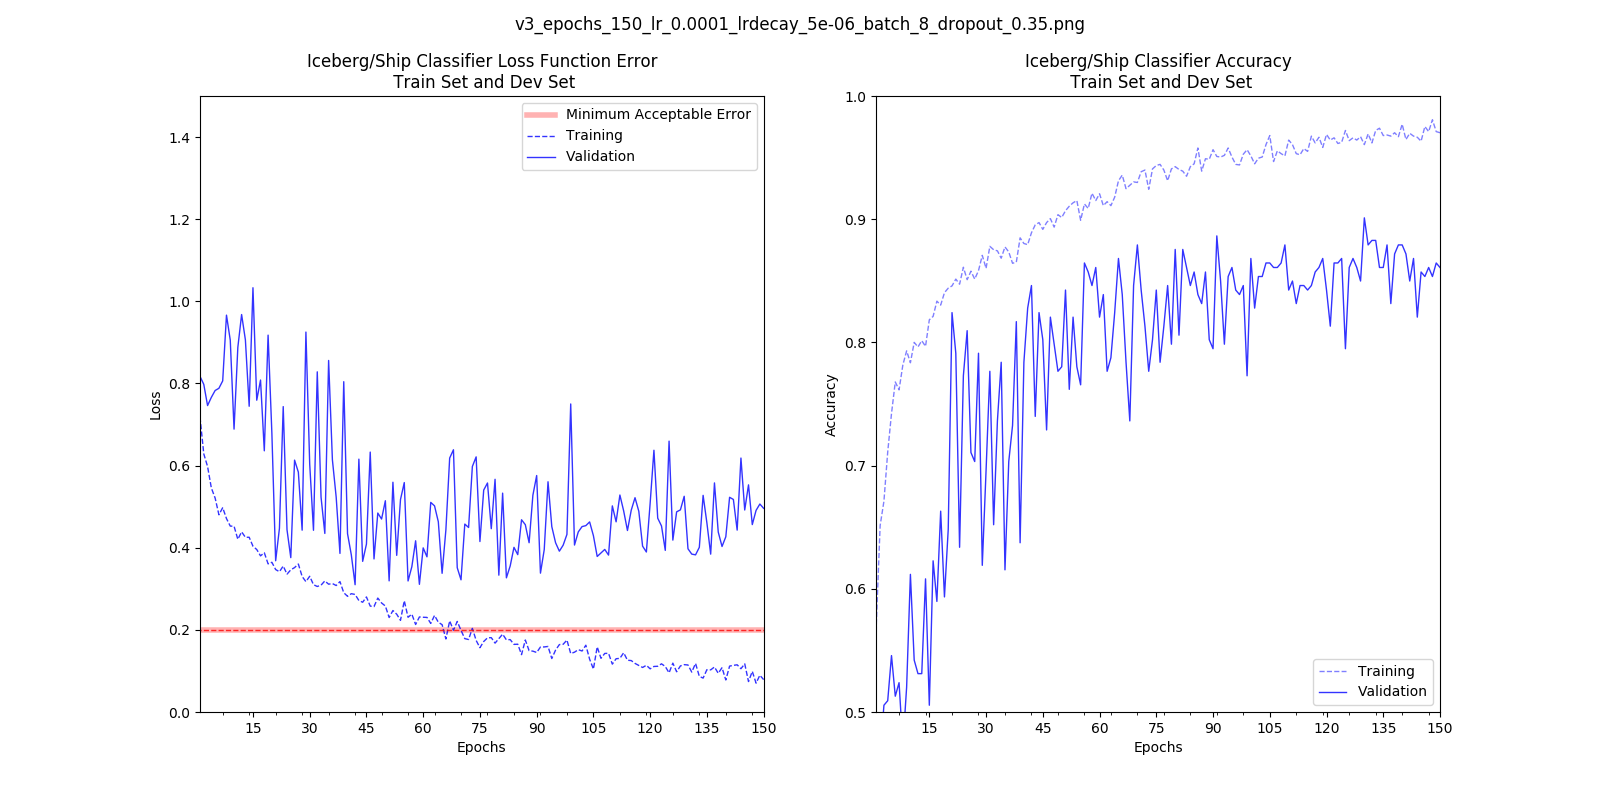 v3_epochs_150_lr_0.0001_lrdecay_5e-06_batch_8_dropout_0.35.png
Iceberg/Ship Classifier Loss Function Error
Train Set and Dev Set
1.4
1.2
1.0
0.8
0.6
0.4
0.2
0.0
Loss
Minimum Acceptable Error
Training
Validation
15 30 45 60 75 90 105 120 135 150
Epochs
Iceberg/Ship Classifier Accuracy
Train Set and Dev Set
1.0
0.9
0.8
0.7
0.6
0.5
Accuracy
Training
Validation
15 30 45 60 75 90 105 120 135 150
Epochs